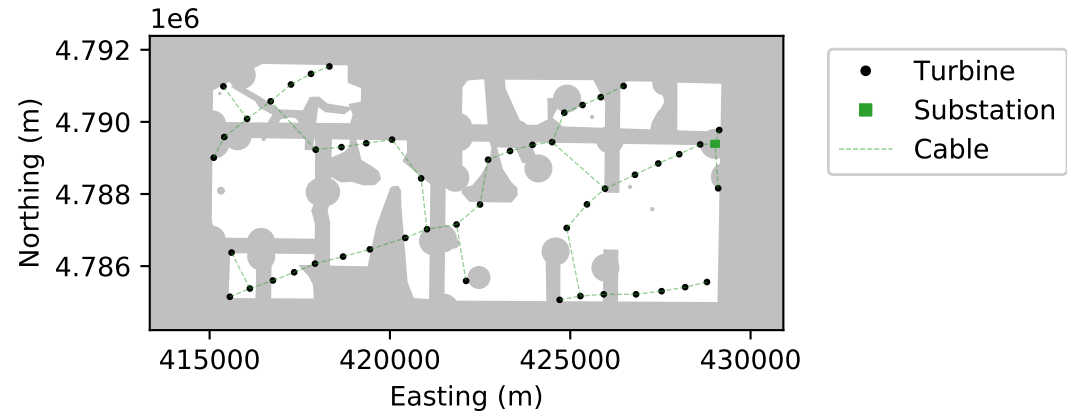 1e6
4.792
4.790
4.788
4.786
Northing (m)
415000 420000 425000 430000
Easting (m)
Turbine
Substation
Cable